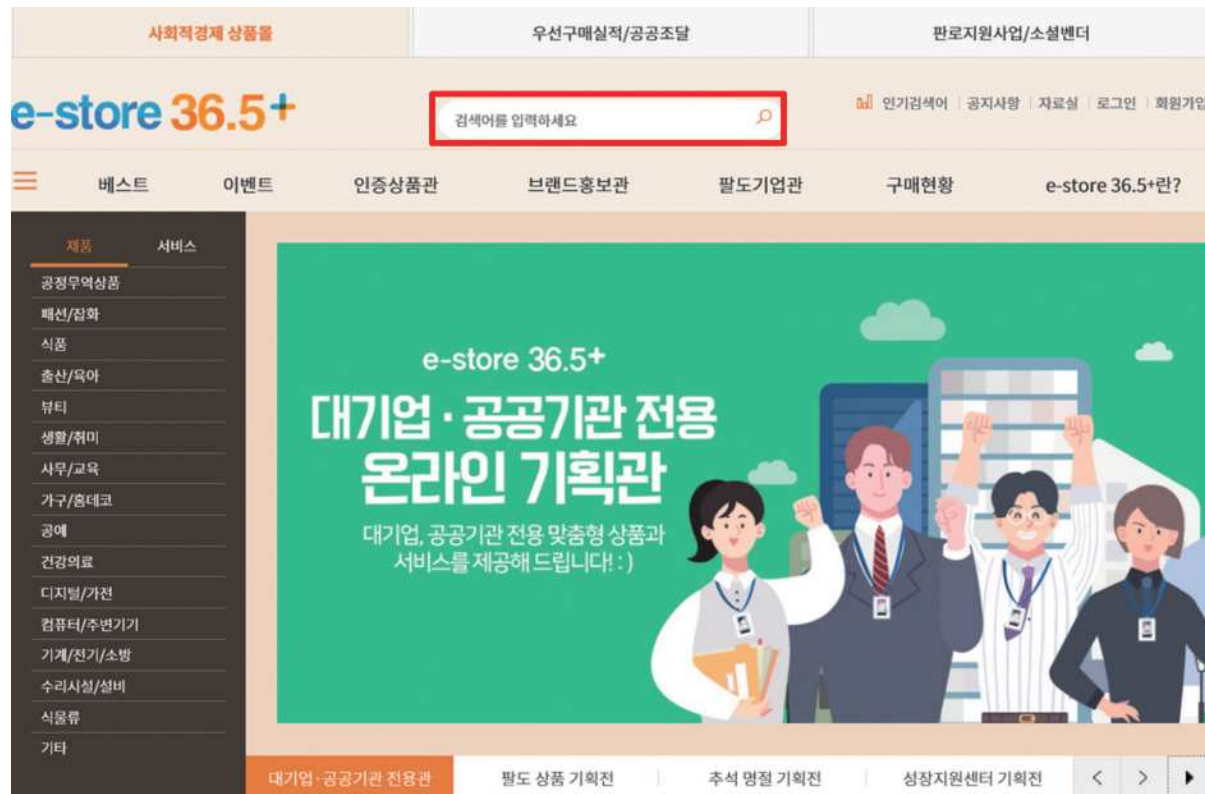 사회적경제 상품몰
우선구매실적/공공조달
판로지원사업/소셜벤더
e-store 36.5+
검색어를 입력하세요
인기검색어 | 공지사항 | 자료실 | 로그인 | 회원가입
베스트
이벤트
인증상품관
브랜드홍보관
팔도기업관
구매현황
e-store 36.5+란?
제품
서비스
공정무역상품
패션/잡화
식품
출산/육아
뷰티
생활/취미
사무/교육
가구/홈데코
공예
건강의료
디지털/가전
컴퓨터/주변기기
기계/전기/소방
수리시설/설비
식물류
기타
e-store 36.5+
대기업·공공기관 전용
온라인 기획관
대기업, 공공기관 전용 맞춤형 상품과
서비스를 제공해 드립니다! : )
대기업·공공기관 전용관
팔도 상품 기획전
추석 명절 기획전
성장지원센터 기획전